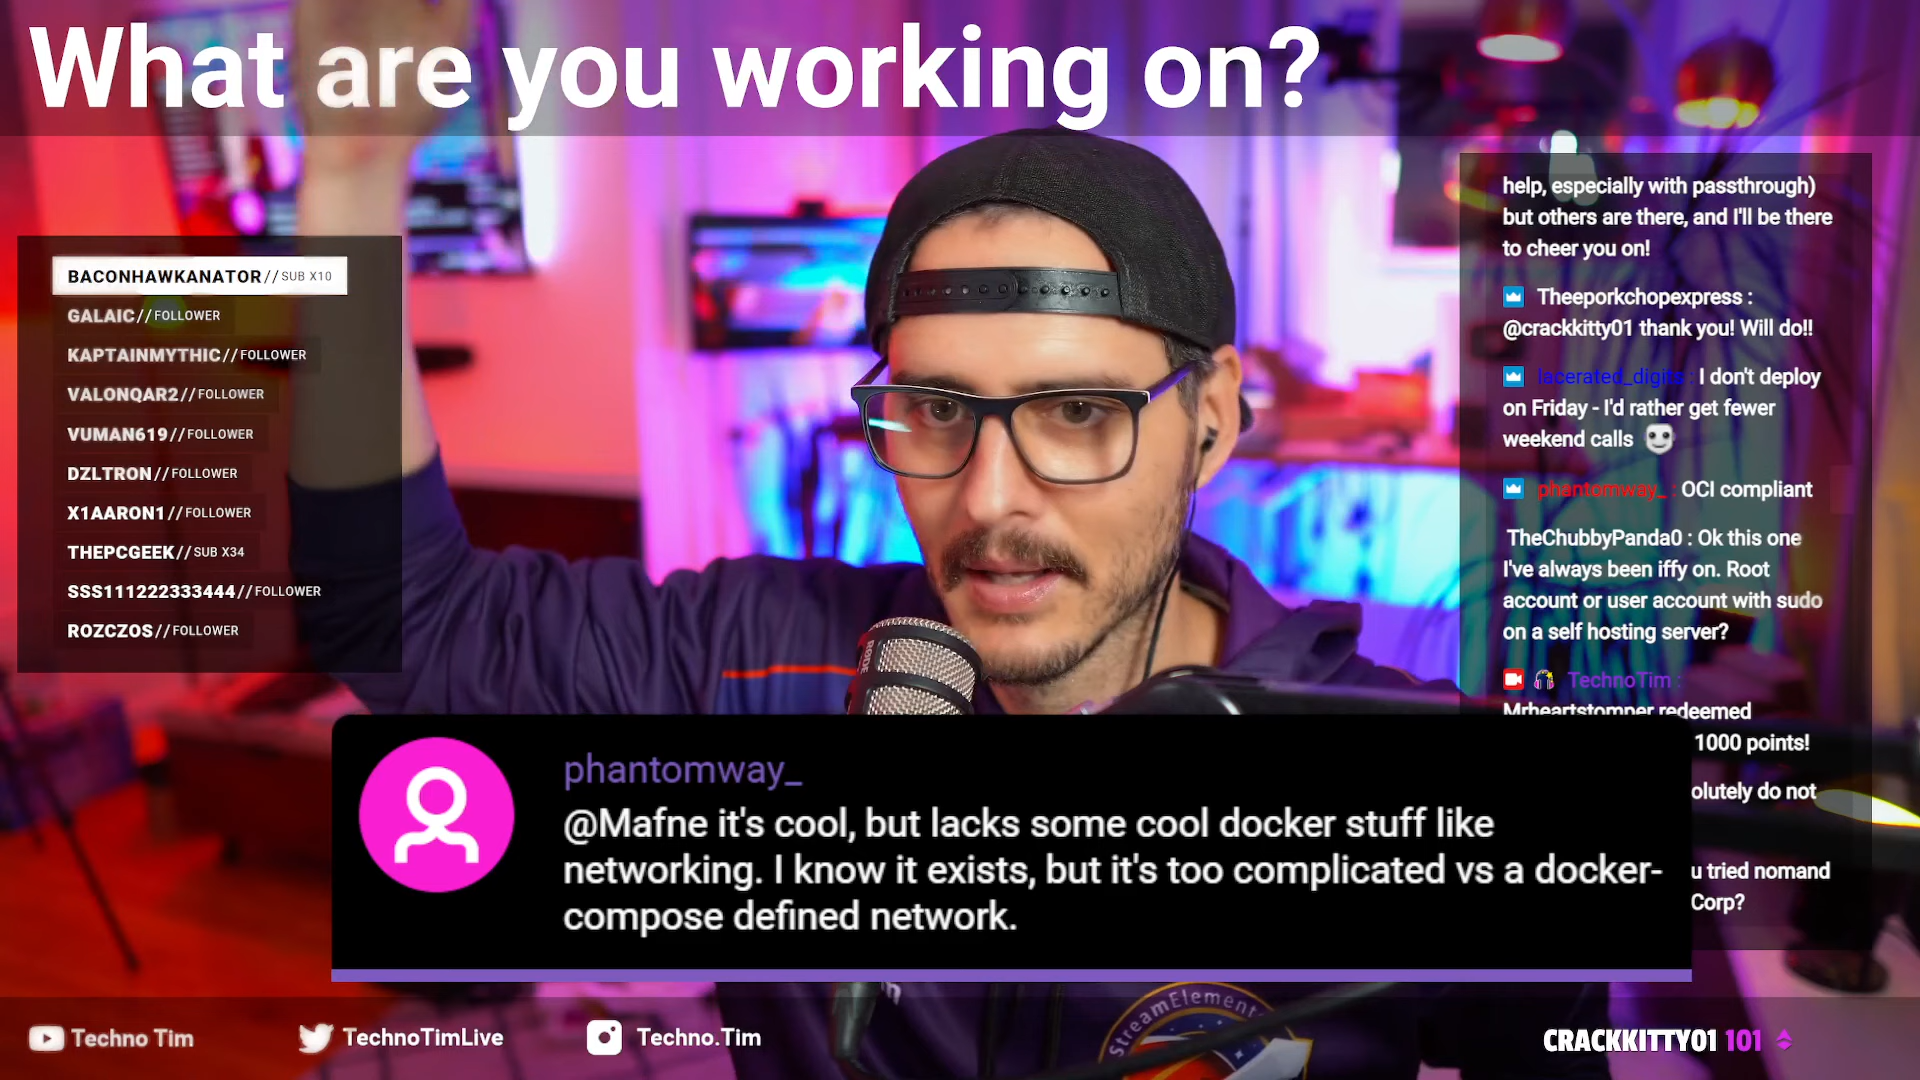 What are you working on?
BACONHAWKANATOR//SUB X10
GALAIC//FOLLOWER
KAPTAINMYTHIC//FOLLOWER
VALONQAR2//FOLLOWER
VUMAN619//FOLLOWER
DZLTRON//FOLLOWER
X1AARON1//FOLLOWER
THEPCGEEK//SUB X34
SSS111222333444//FOLLOWER
ROZCZOS//FOLLOWER
help, especially with passthrough)
but others are there, and I'll be there
to cheer you on!
Theeporkchopexpress :
@crackkitty01 thank you! Will do!!
lacerated_digits : I don't deploy
on Friday - I'd rather get fewer
weekend calls
phantomway_ : OCI compliant
TheChubbyPanda0 : Ok this one
I've always been iffy on. Root
account or user account with sudo
on a self hosting server?
TechnoTim :
Mrheartstomper redeemed
1000 points!
olutely do not
u tried nomand
Corp?
phantomway_
@Mafne it's cool, but lacks some cool docker stuff like
networking. I know it exists, but it's too complicated vs a docker-
compose defined network.
RODE
StreamElement
Techno Tim
TechnoTimLive
Techno.Tim
CRACKKITTY01 101